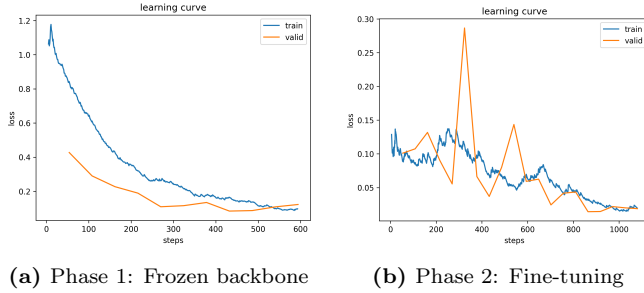 learning curve
1.2
1.0
0.8
0.6
0.4
0.2
loss
0 100 200 300 400 500 600
steps
train
valid
(a) Phase 1: Frozen backbone
learning curve
0.30
0.25
0.20
0.15
0.10
0.05
loss
0 200 400 600 800 1000
steps
train
valid
(b) Phase 2: Fine-tuning